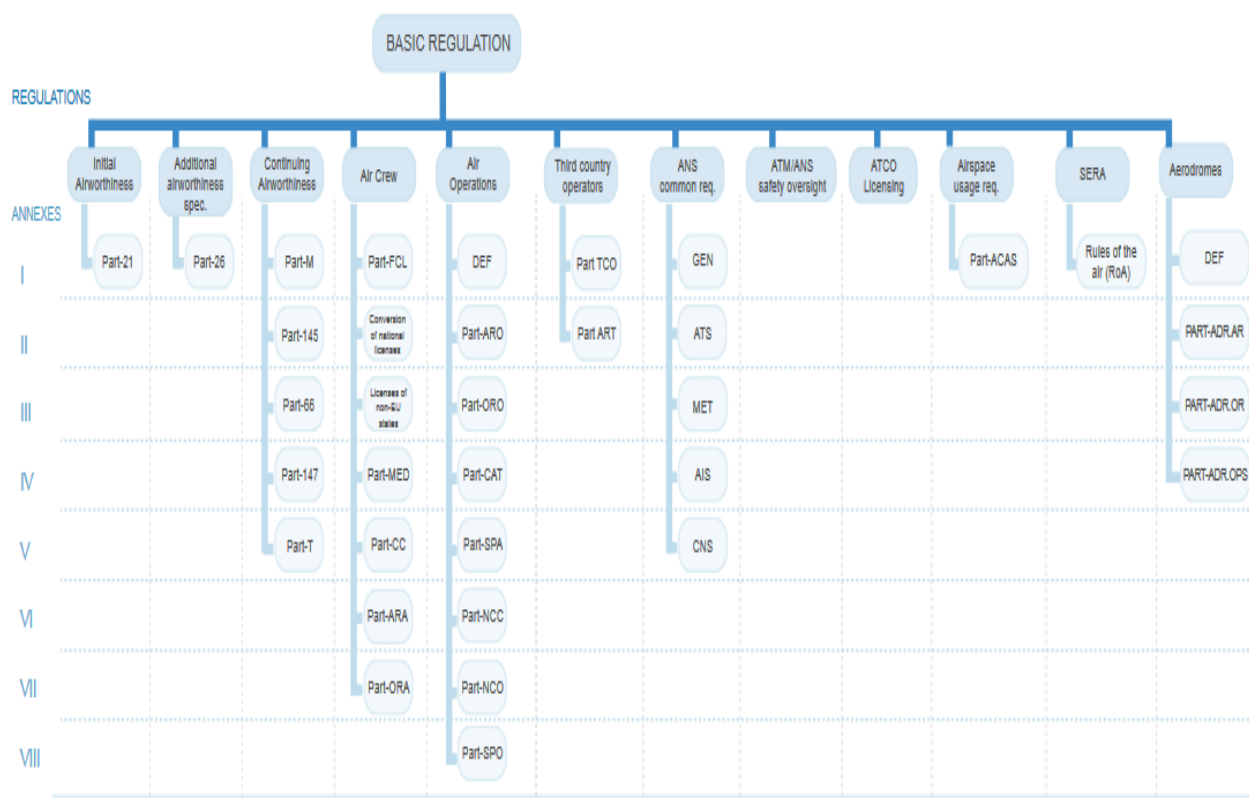 BASIC REGULATION
REGULATIONS
Initial
Airworthiness
Additional
airworthiness
spec.
Continuing
Airworthiness
Air Crew
Air
Operations
Third country
operators
ANS
common req.
ATM/ANS
safety oversight
ATCO
Licensing
Airspace
usage req.
SERA
Aerodromes
ANNEXES
I
Part-21
Part-26
Part-M
Part-FCL
DEF
Part TCO
GEN
Part-ACAS
Rules of the
air (RoA)
DEF
II
Part-145
Conversion
of national
licenses
Part-ARO
Part ART
ATS
PART-ADR.AR
III
Part-66
Licenses of
non-EU
states
Part-ORO
MET
PART-ADR.OR
IV
Part-147
Part-MED
Part-CAT
AIS
PART-ADR.OPS
V
Part-T
Part-CC
Part-SPA
CNS
VI
Part-ARA
Part-NCC
VII
Part-ORA
Part-NCO
VIII
Part-SPO